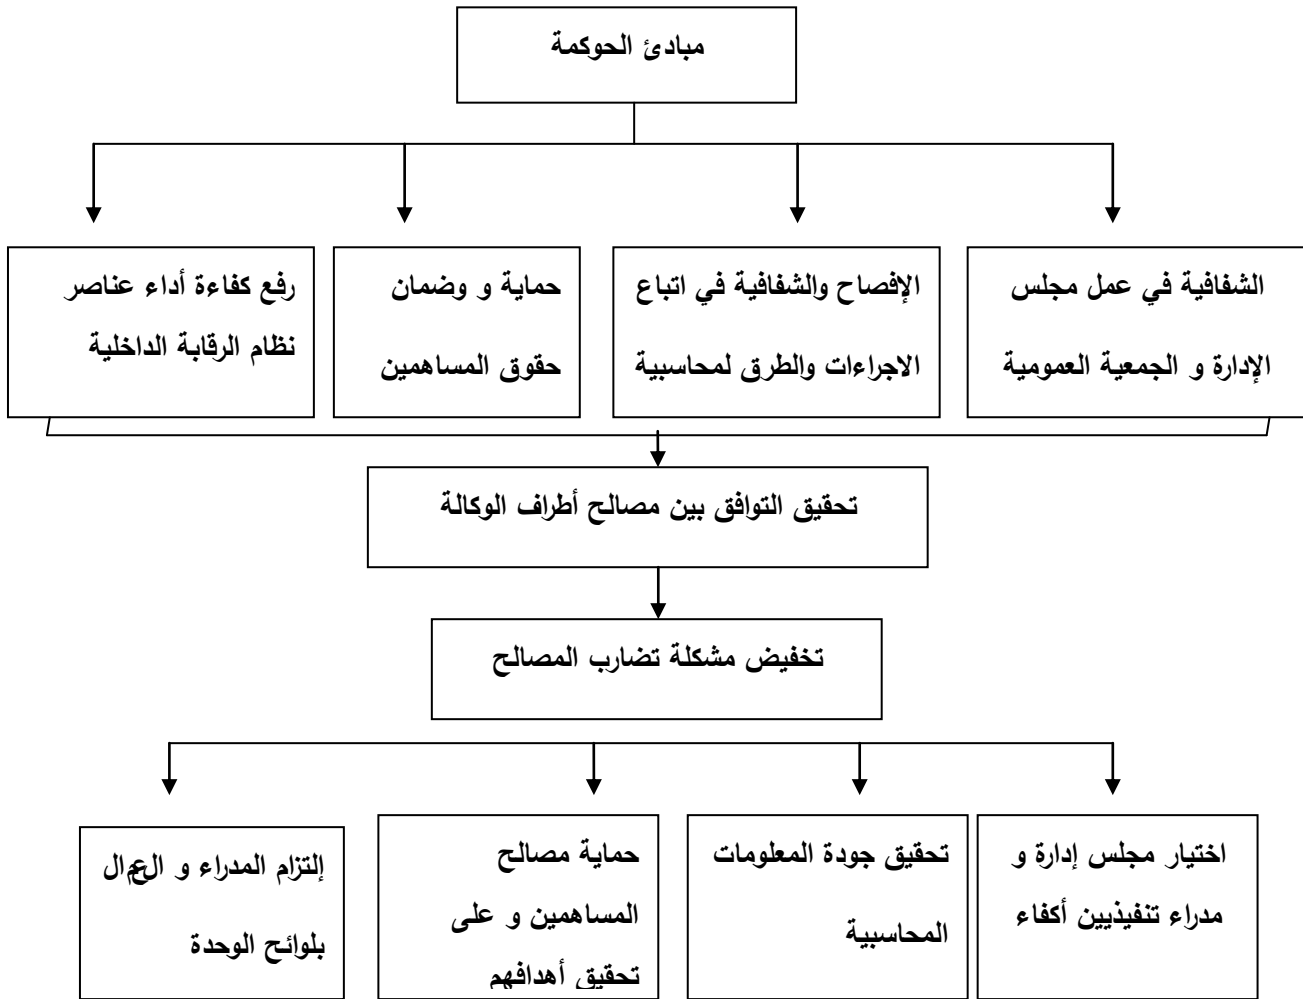 مبادئ الحوكمة
الشفافية في عمل مجلس
الإدارة و الجمعية العمومية
الإفصاح والشفافية في اتباع
الاجراءات والطرق لمحاسبية
حماية و وضمان
حقوق المساهمين
رفع كفاءة أداء عناصر
نظام الرقابة الداخلية
تحقيق التوافق بين مصالح أطراف الوكالة
تخفيض مشكلة تضارب المصالح
اختيار مجلس إدارة و
مدراء تنفيذيين أكفاء
تحقيق جودة المعلومات
المحاسبية
حماية مصالح
المساهمين و على
تحقيق أهدافهم
إلتزام المدراء و العمال
بلوائح الوحدة